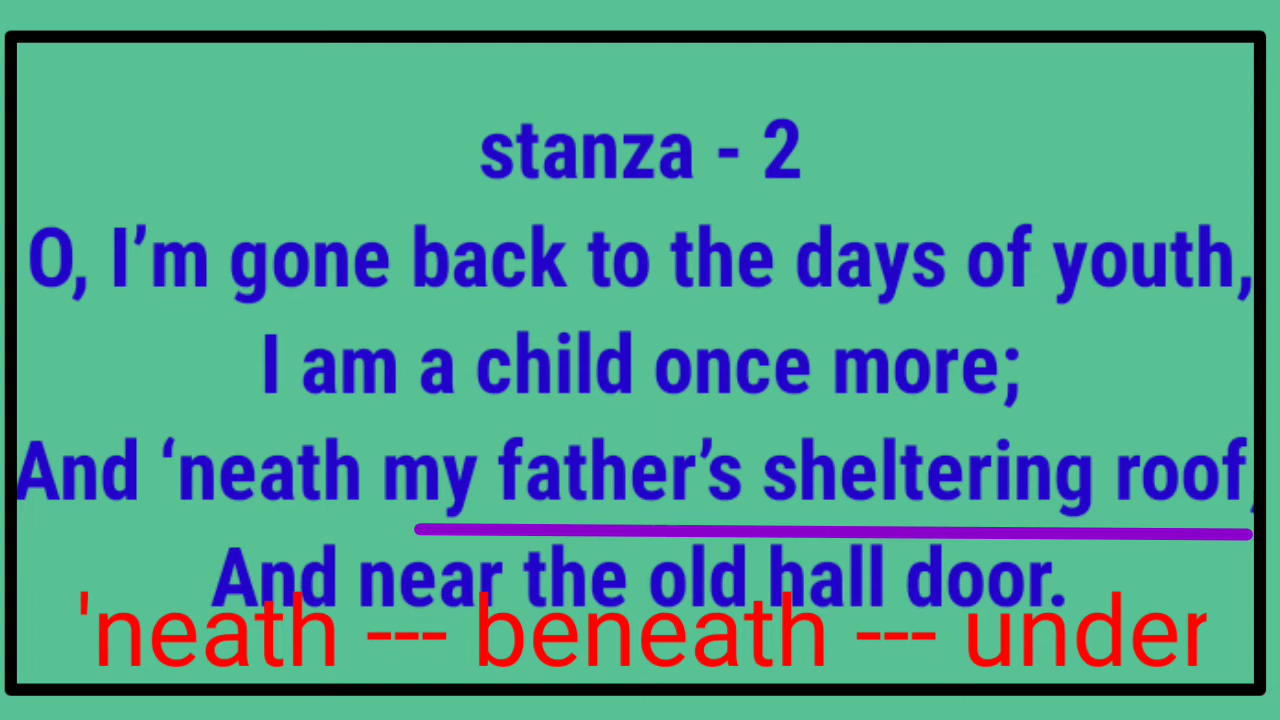 stanza - 2
O, I’m gone back to the days of youth,
I am a child once more;
And ‘neath my father’s sheltering roof,
And near the old hall door.
'neath --- beneath --- under